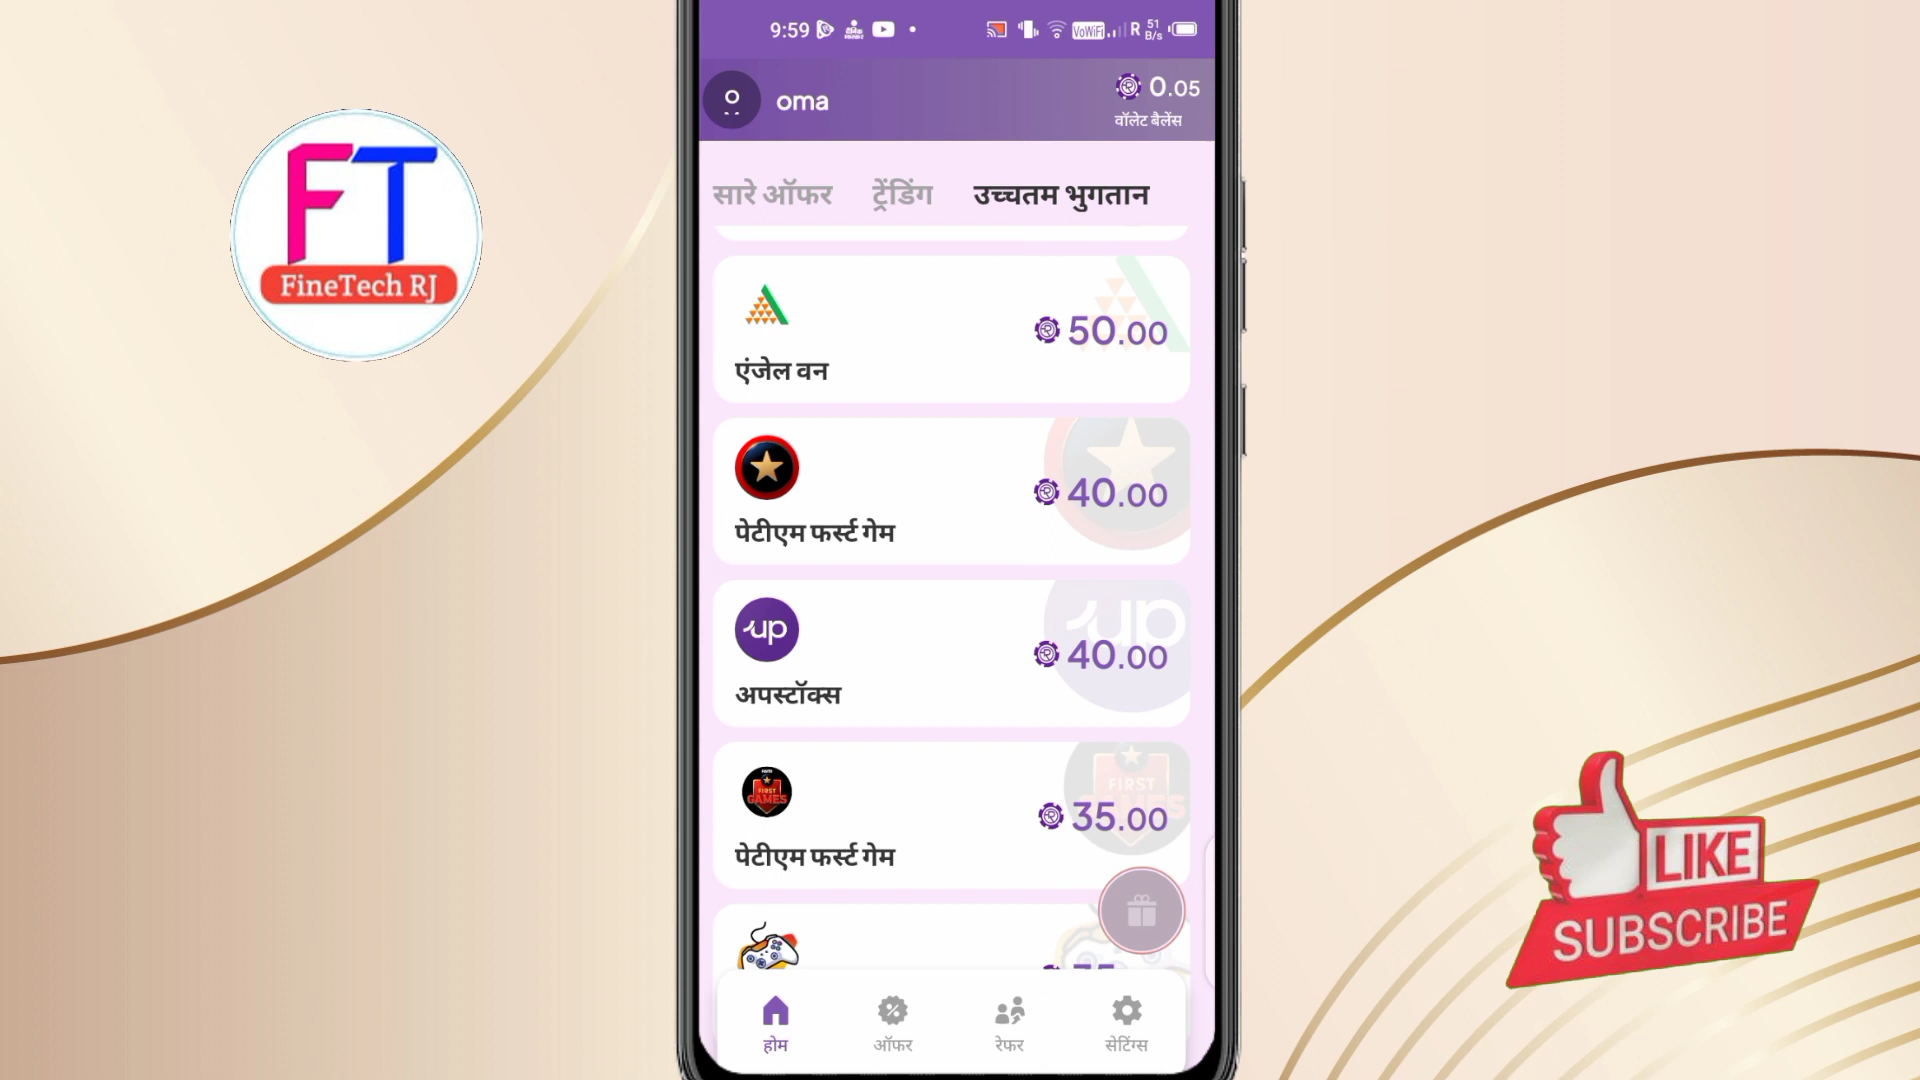 9:59
VoWiFi
R
51
B/s
oma
0.05
वॉलेट बैलेंस
FT
FineTech RJ
सारे ऑफर ट्रेंडिंग उच्चतम भुगतान
50.00
एंजेल वन
40.00
पेटीएम फर्स्ट गेम
up
40.00
अपस्टॉक्स
FIRST
GAMES
35.00
पेटीएम फर्स्ट गेम
होम ऑफर रेफर सेटिंग्स
LIKE
SUBSCRIBE